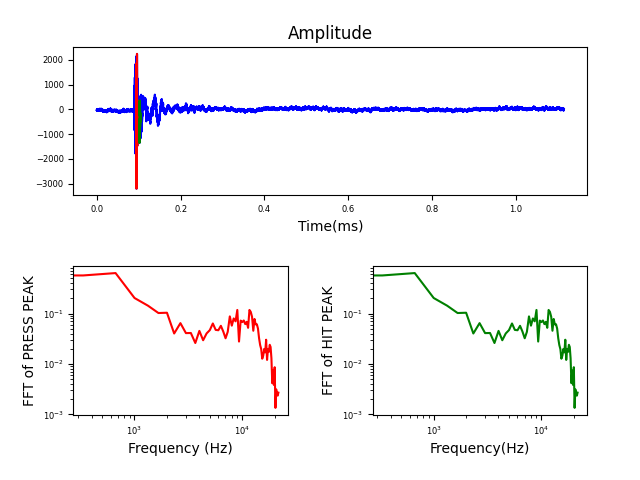 Amplitude
2000
1000
0
−1000
−2000
−3000
0.0 0.2 0.4 0.6 0.8 1.0
Time(ms)
FFT of PRESS PEAK
10⁻¹
10⁻²
10⁻³
10³ 10⁴
Frequency (Hz)
FFT of HIT PEAK
10⁻¹
10⁻²
10⁻³
10³ 10⁴
Frequency(Hz)